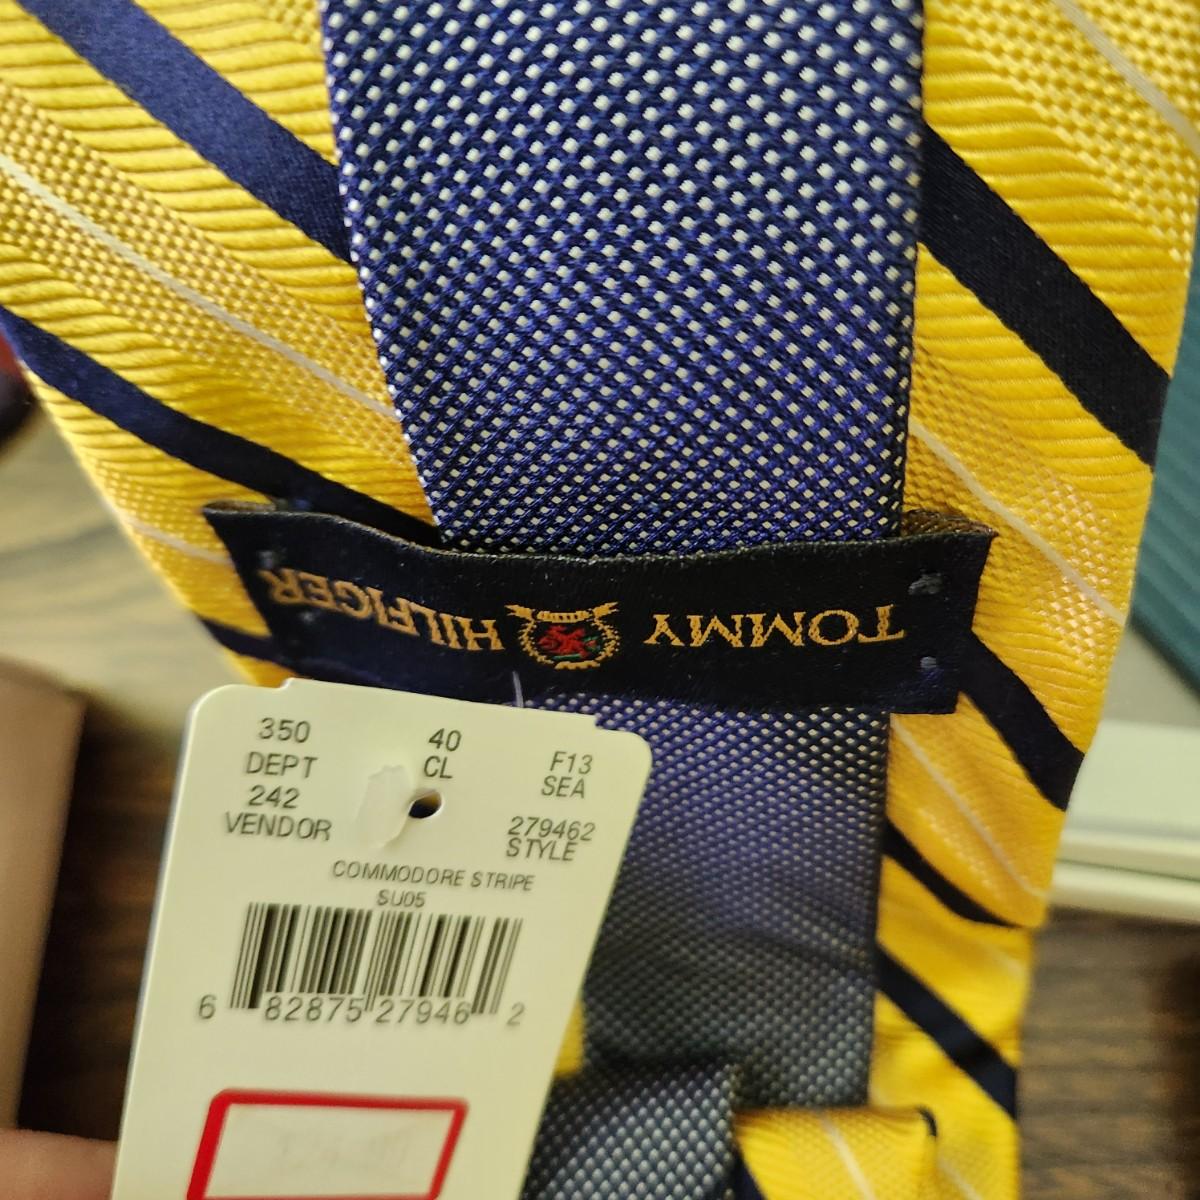 TOMMY HILFIGER
350 DEPT 40 CL F13 SEA
242 VENDOR 279462 STYLE
COMMODORE STRIPE
SU05
6 82875 27946 2